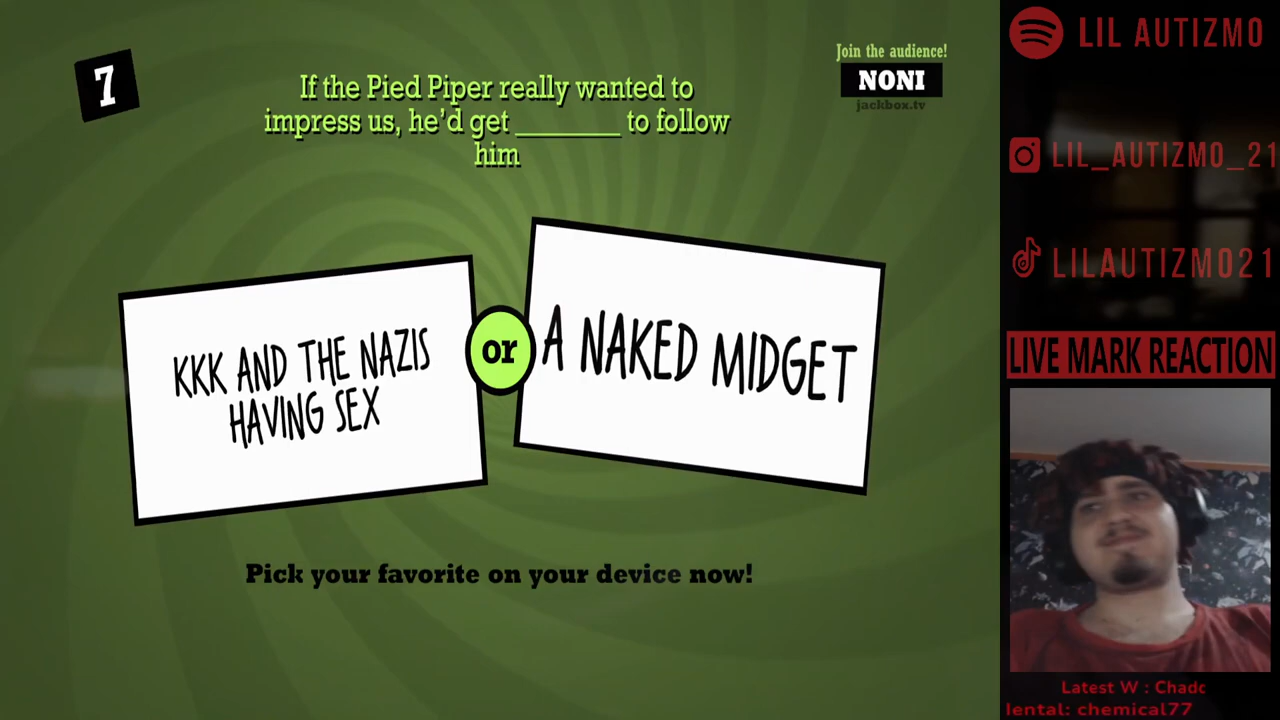 7
If the Pied Piper really wanted to
impress us, he'd get ________ to follow
him
Join the audience!
NONI
jackbox.tv
KKK AND THE NAZIS
HAVING SEX
or
A NAKED MIDGET
Pick your favorite on your device now!
LIL AUTIZMO
LIL_AUTIZMO_21
LILAUTIZMO21
LIVE MARK REACTION
Latest W : Chadc
lental: chemical77